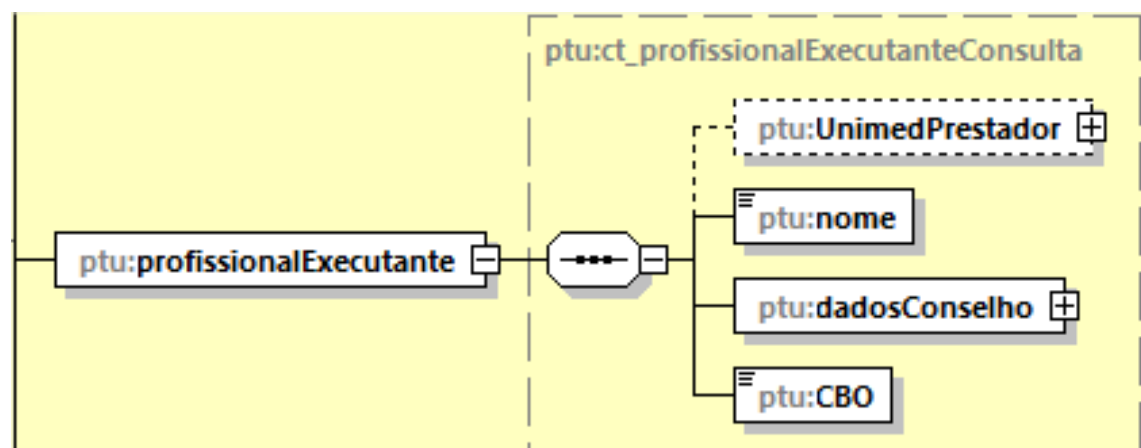 ptu:ct_profissionalExecutanteConsulta
ptu:UnimedPrestador
ptu:nome
ptu:profissionalExecutante
ptu:dadosConselho
ptu:CBO